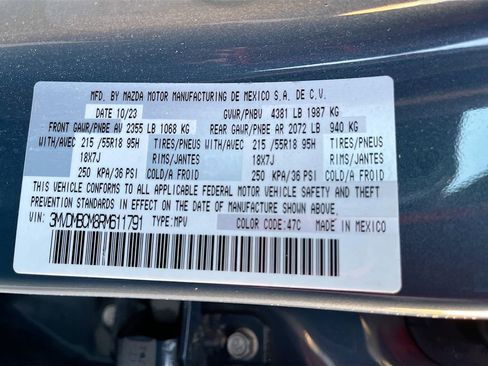 MFD. BY MAZDA MOTOR MANUFACTURING DE MEXICO S.A. DE C.V.
DATE 10/23 GVWR/PNBV 4381 LB 1987 KG
FRONT GAWR/PNBE AV 2355 LB 1068 KG REAR GAWR/PNBE AR 2072 LB 940 KG
WITH/AVEC 215 /55R18 95H TIRES/PNEUS WITH/AVEC 215 /55R18 95H TIRES/PNEUS
18X7J RIMS/JANTES 18X7J RIMS/JANTES
250 KPA/36 PSI COLD/A FROID 250 KPA/36 PSI COLD/A FROID
THIS VEHICLE CONFORMS TO ALL APPLICABLE FEDERAL MOTOR VEHICLE SAFETY AND THEFT
PREVENTION STANDARDS IN EFFECT ON THE DATE OF MANUFACTURE SHOWN ABOVE.
VIN: 3MVDMBCM8RM611791 TYPE:MPV COLOR CODE:47C MADE IN MEXICO